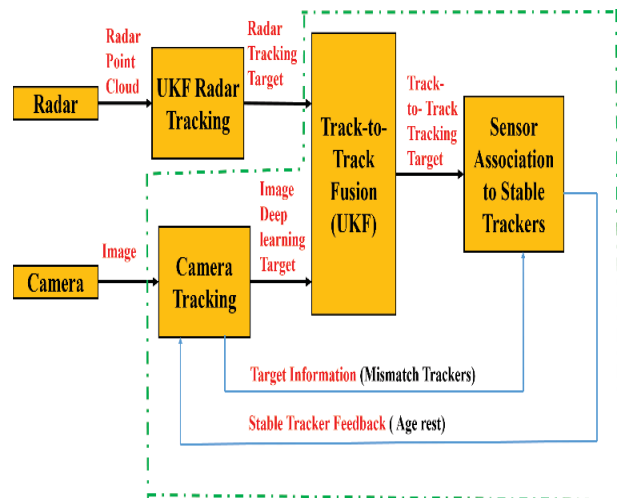 Radar
Point
Cloud
Radar
Tracking
Target
Radar
UKF Radar
Tracking
Track-to-
Track
Fusion
(UKF)
Track-
to- Track
Tracking
Target
Sensor
Association
to Stable
Trackers
Image
Deep
learning
Target
Image
Camera
Camera
Tracking
Target Information (Mismatch Trackers)
Stable Tracker Feedback ( Age rest)